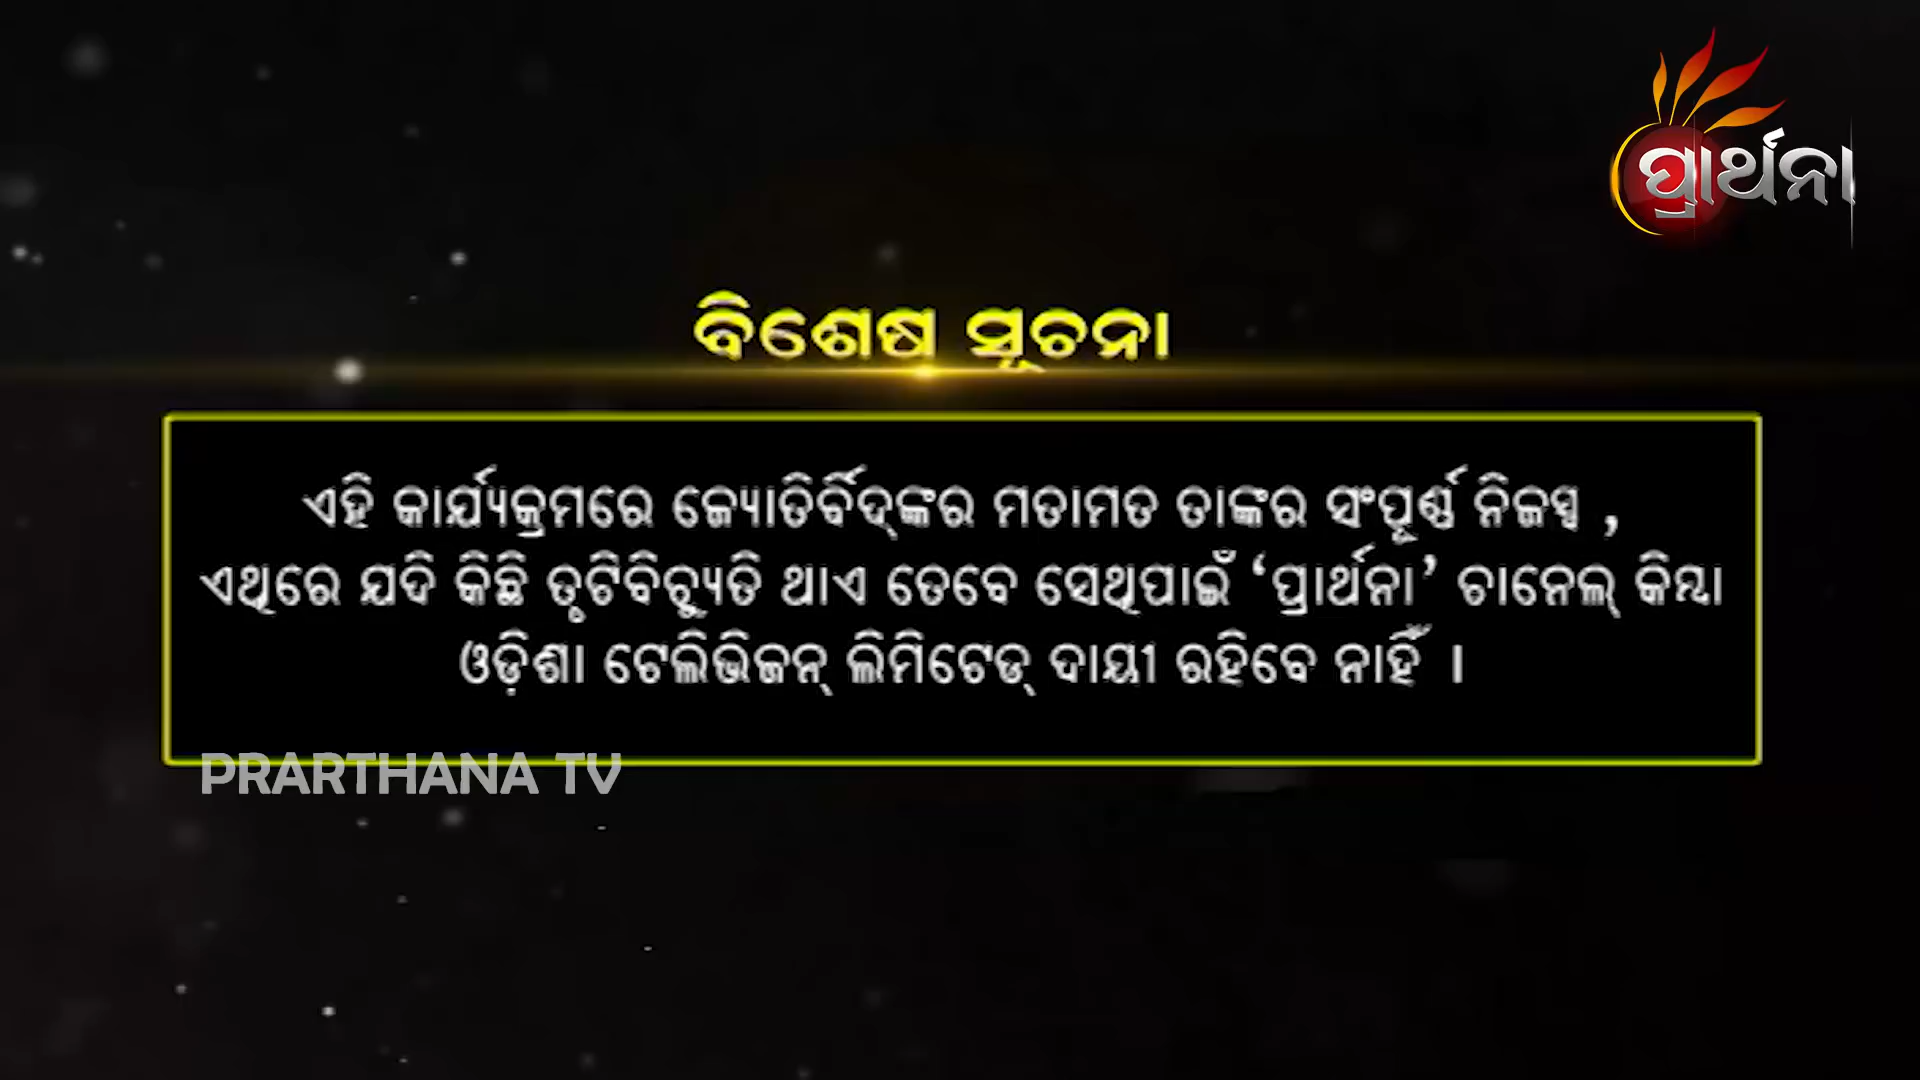 ପ୍ରାର୍ଥନା
ବିଶେଷ ସୂଚନା
ଏହି କାର୍ଯ୍ୟକ୍ରମରେ ଜ୍ୟୋତିର୍ବିଦ୍‌ଙ୍କର ମତାମତ ତାଙ୍କର ସଂପୂର୍ଣ୍ଣ ନିଜସ୍ୱ ,
ଏଥିରେ ଯଦି କିଛି ତୃଟିବିଚ୍ୟୁତି ଥାଏ ତେବେ ସେଥିପାଇଁ ‘ପ୍ରାର୍ଥନା’ ଚାନେଲ୍ କିମ୍ବା
ଓଡ଼ିଶା ଟେଲିଭିଜନ୍ ଲିମିଟେଡ୍ ଦାୟୀ ରହିବେ ନାହିଁ ।
PRARTHANA TV